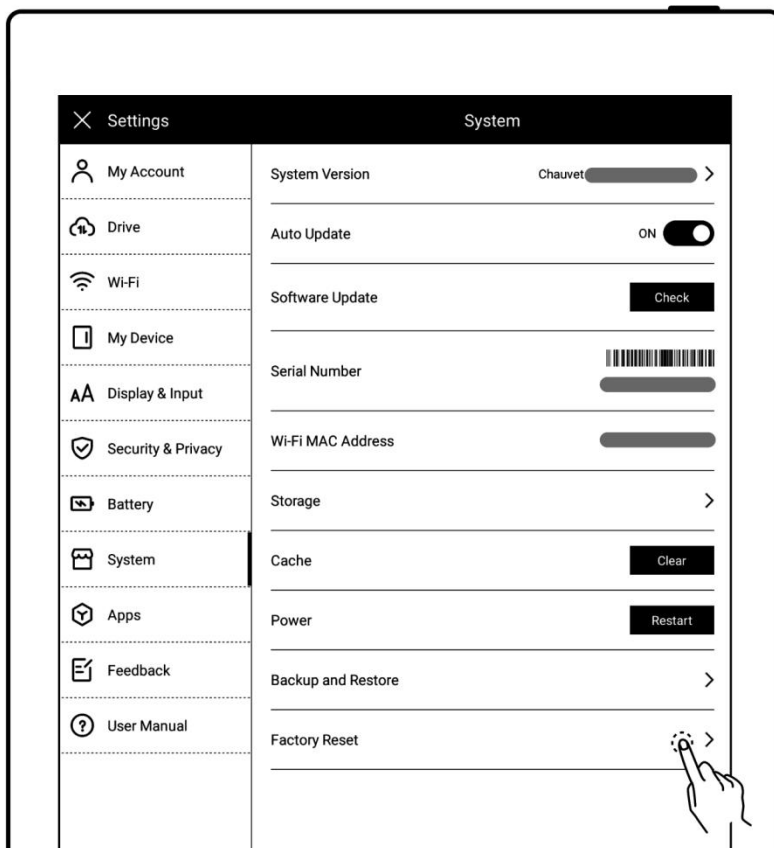 Settings
System
My Account
Drive
Wi-Fi
My Device
AA Display & Input
Security & Privacy
Battery
System
Apps
Feedback
User Manual
System Version Chauvet
Auto Update ON
Software Update Check
Serial Number
Wi-Fi MAC Address
Storage
Cache Clear
Power Restart
Backup and Restore
Factory Reset